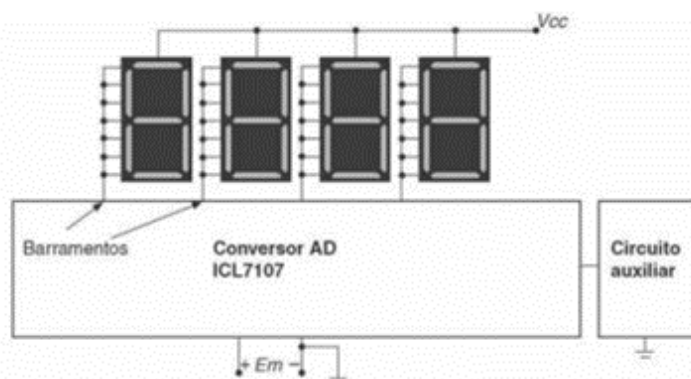 Vcc
Barramentos
Conversor AD
ICL7107
Circuito
auxiliar
+ Em −